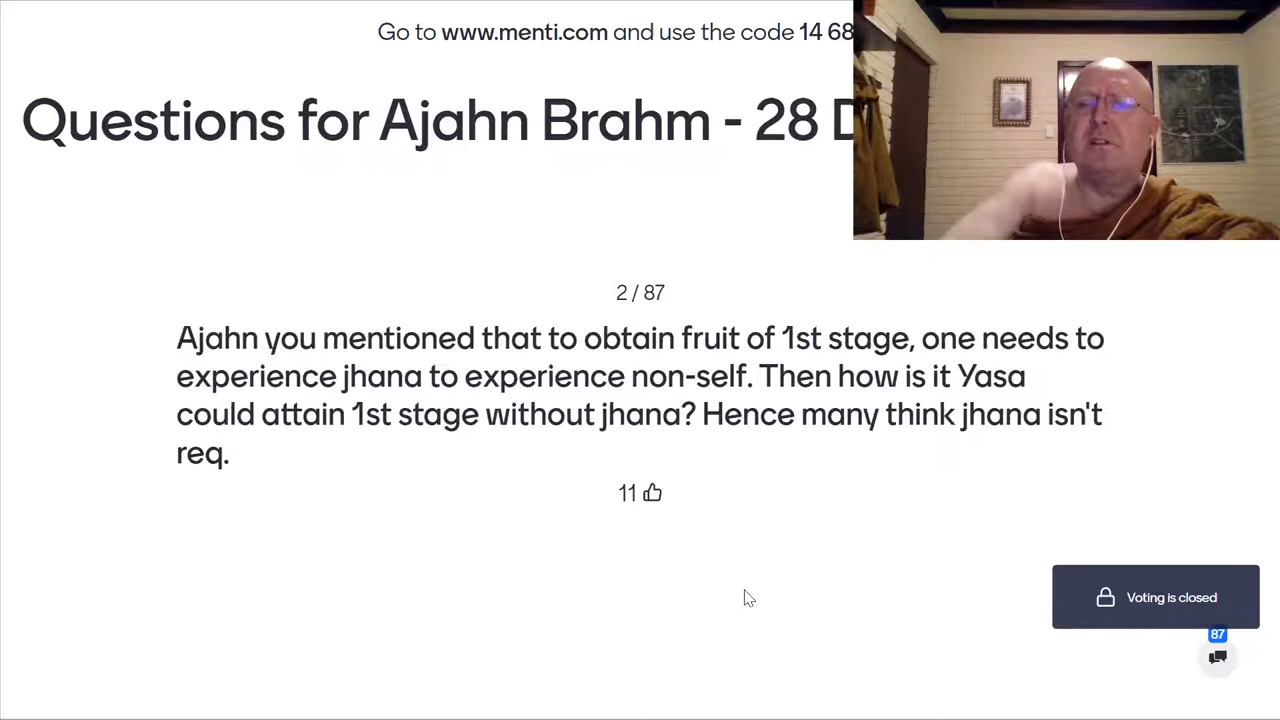 Go to www.menti.com and use the code 14 68
Questions for Ajahn Brahm - 28 D
2 / 87
Ajahn you mentioned that to obtain fruit of 1st stage, one needs to
experience jhana to experience non-self. Then how is it Yasa
could attain 1st stage without jhana? Hence many think jhana isn't
req.
11
Voting is closed
87